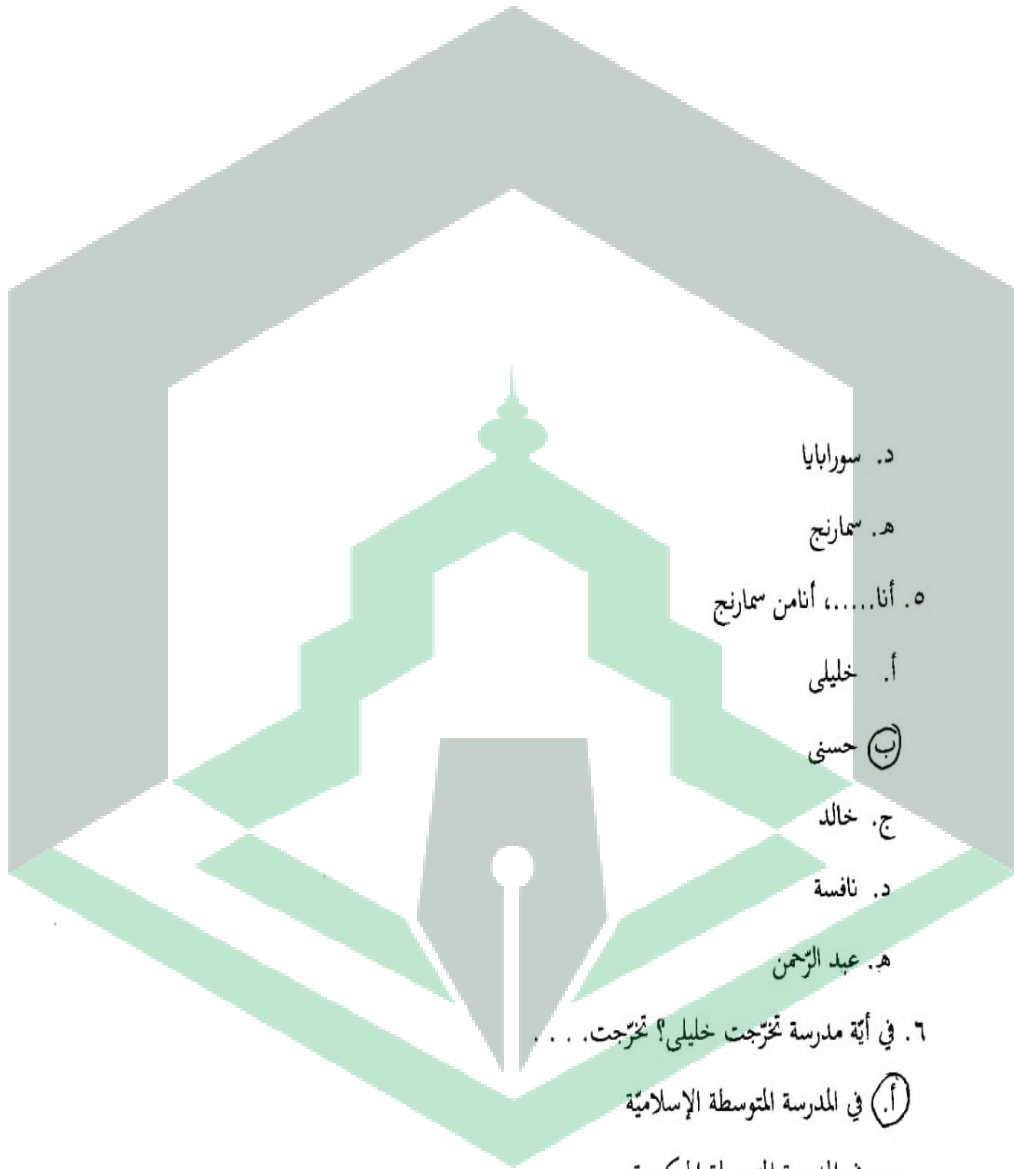 د. سورابايا
هـ. سمارنج
٥. أنا.....، أنامن سمارنج
أ. خليلى
ب حسنى
ج. خالد
د. نافسة
هـ. عبد الرّحمن
٦. في أيّة مدرسة تخرّجت خليلى؟ تخرّجت. . . .
أ. في المدرسة المتوسطة الإسلاميّة